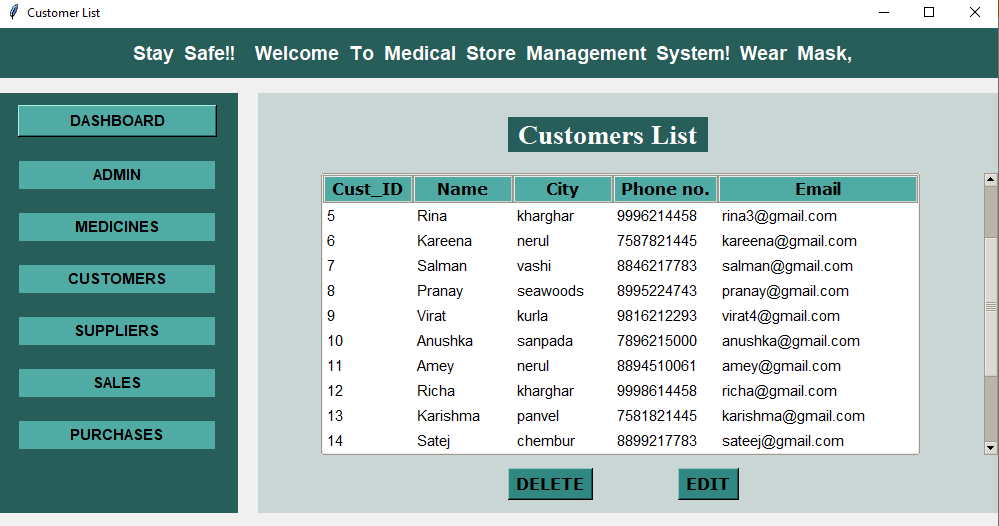 Customer List
Stay Safe!! Welcome To Medical Store Management System! Wear Mask,
DASHBOARD
ADMIN
MEDICINES
CUSTOMERS
SUPPLIERS
SALES
PURCHASES
Customers List
Cust_ID Name City Phone no. Email
5 Rina kharghar 9996214458 rina3@gmail.com
6 Kareena nerul 7587821445 kareena@gmail.com
7 Salman vashi 8846217783 salman@gmail.com
8 Pranay seawoods 8995224743 pranay@gmail.com
9 Virat kurla 9816212293 virat4@gmail.com
10 Anushka sanpada 7896215000 anushka@gmail.com
11 Amey nerul 8894510061 amey@gmail.com
12 Richa kharghar 9998614458 richa@gmail.com
13 Karishma panvel 7581821445 karishma@gmail.com
14 Satej chembur 8899217783 sateej@gmail.com
DELETE EDIT